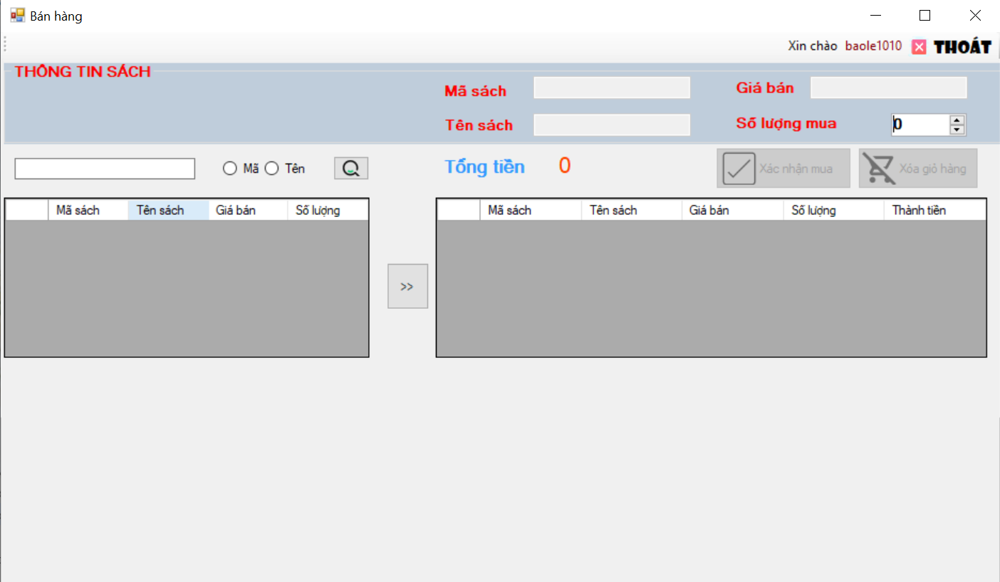 Bán hàng
Xin chào baole1010 THOÁT
THÔNG TIN SÁCH
Mã sách
Giá bán
Tên sách
Số lượng mua 0
Mã Tên
Tổng tiền 0
Xác nhận mua
Xóa giỏ hàng
Mã sách Tên sách Giá bán Số lượng
>>
Mã sách Tên sách Giá bán Số lượng Thành tiền